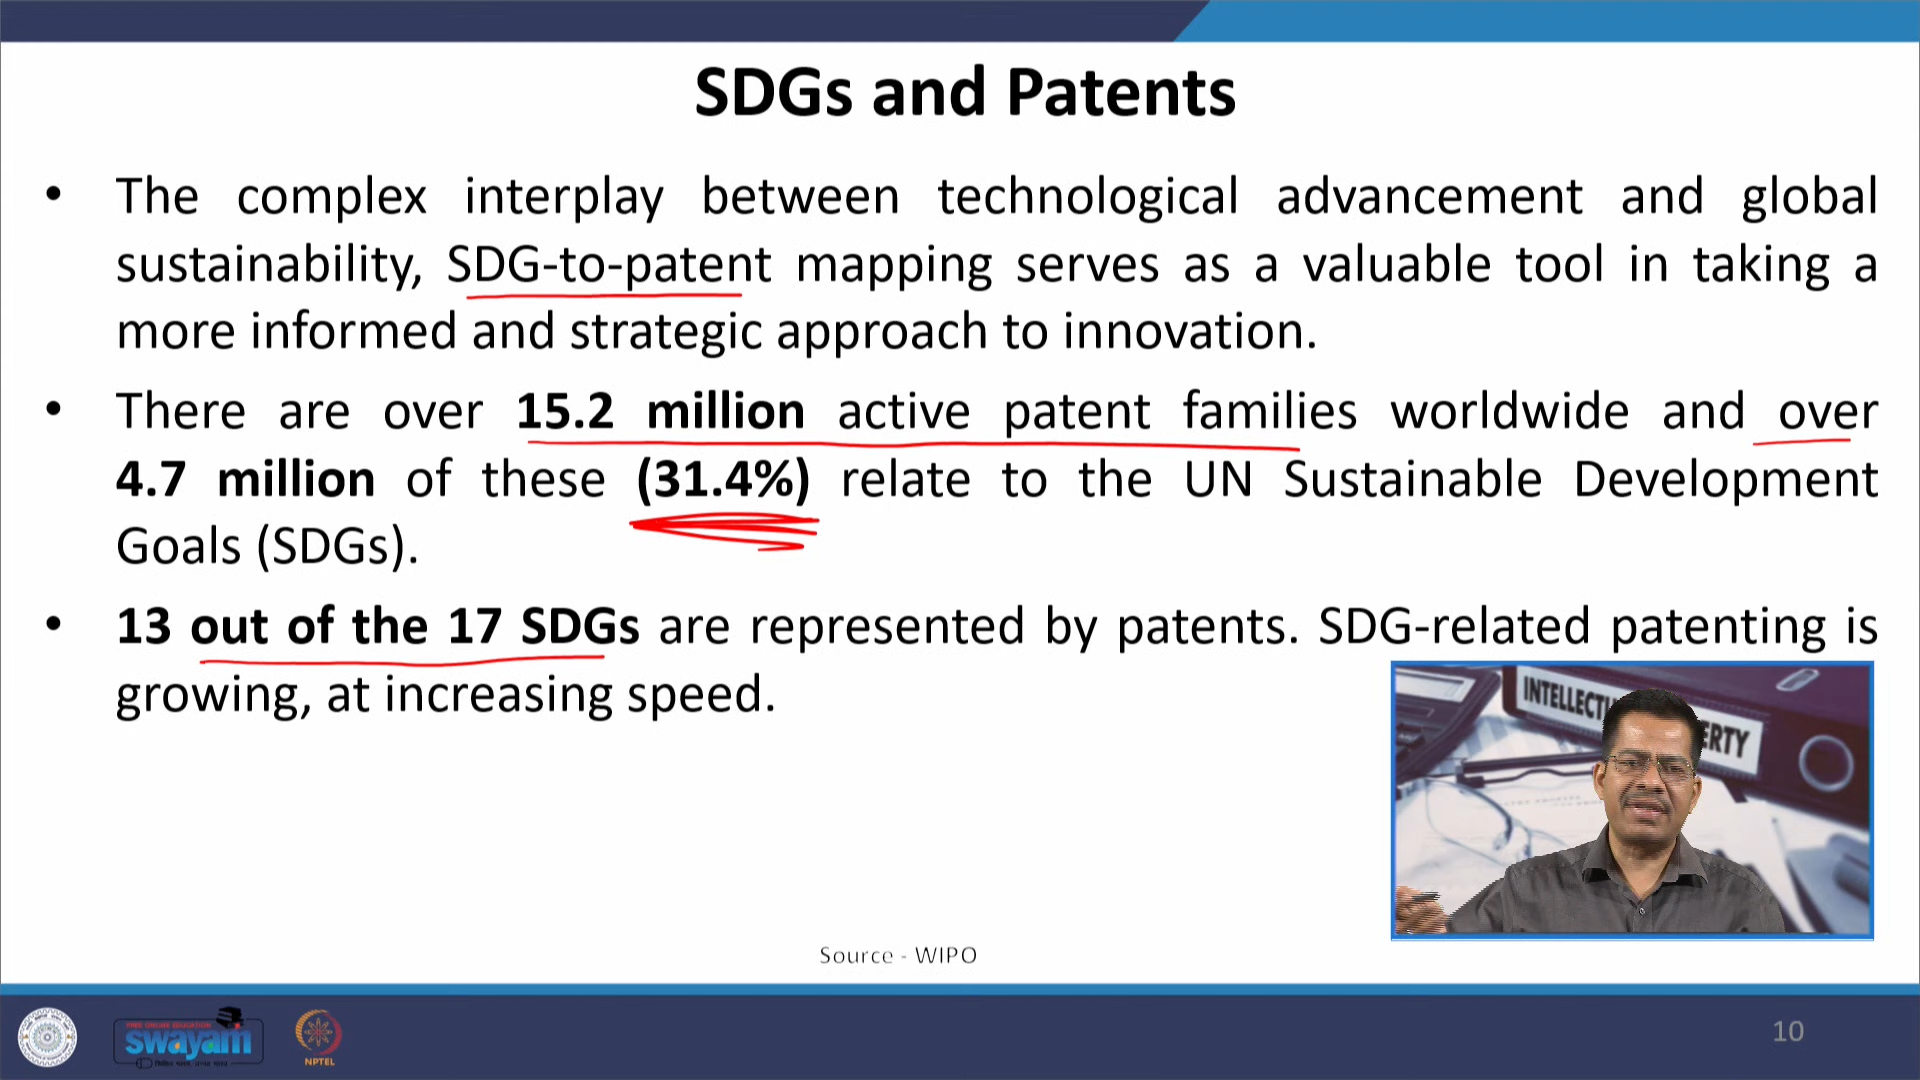 SDGs and Patents
• The complex interplay between technological advancement and global
sustainability, SDG-to-patent mapping serves as a valuable tool in taking a
more informed and strategic approach to innovation.
• There are over 15.2 million active patent families worldwide and over
4.7 million of these (31.4%) relate to the UN Sustainable Development
Goals (SDGs).
• 13 out of the 17 SDGs are represented by patents. SDG-related patenting is
growing, at increasing speed.
INTELLECTU ERTY
Source - WIPO
FREE ONLINE EDUCATION
swayam
NPTEL
10